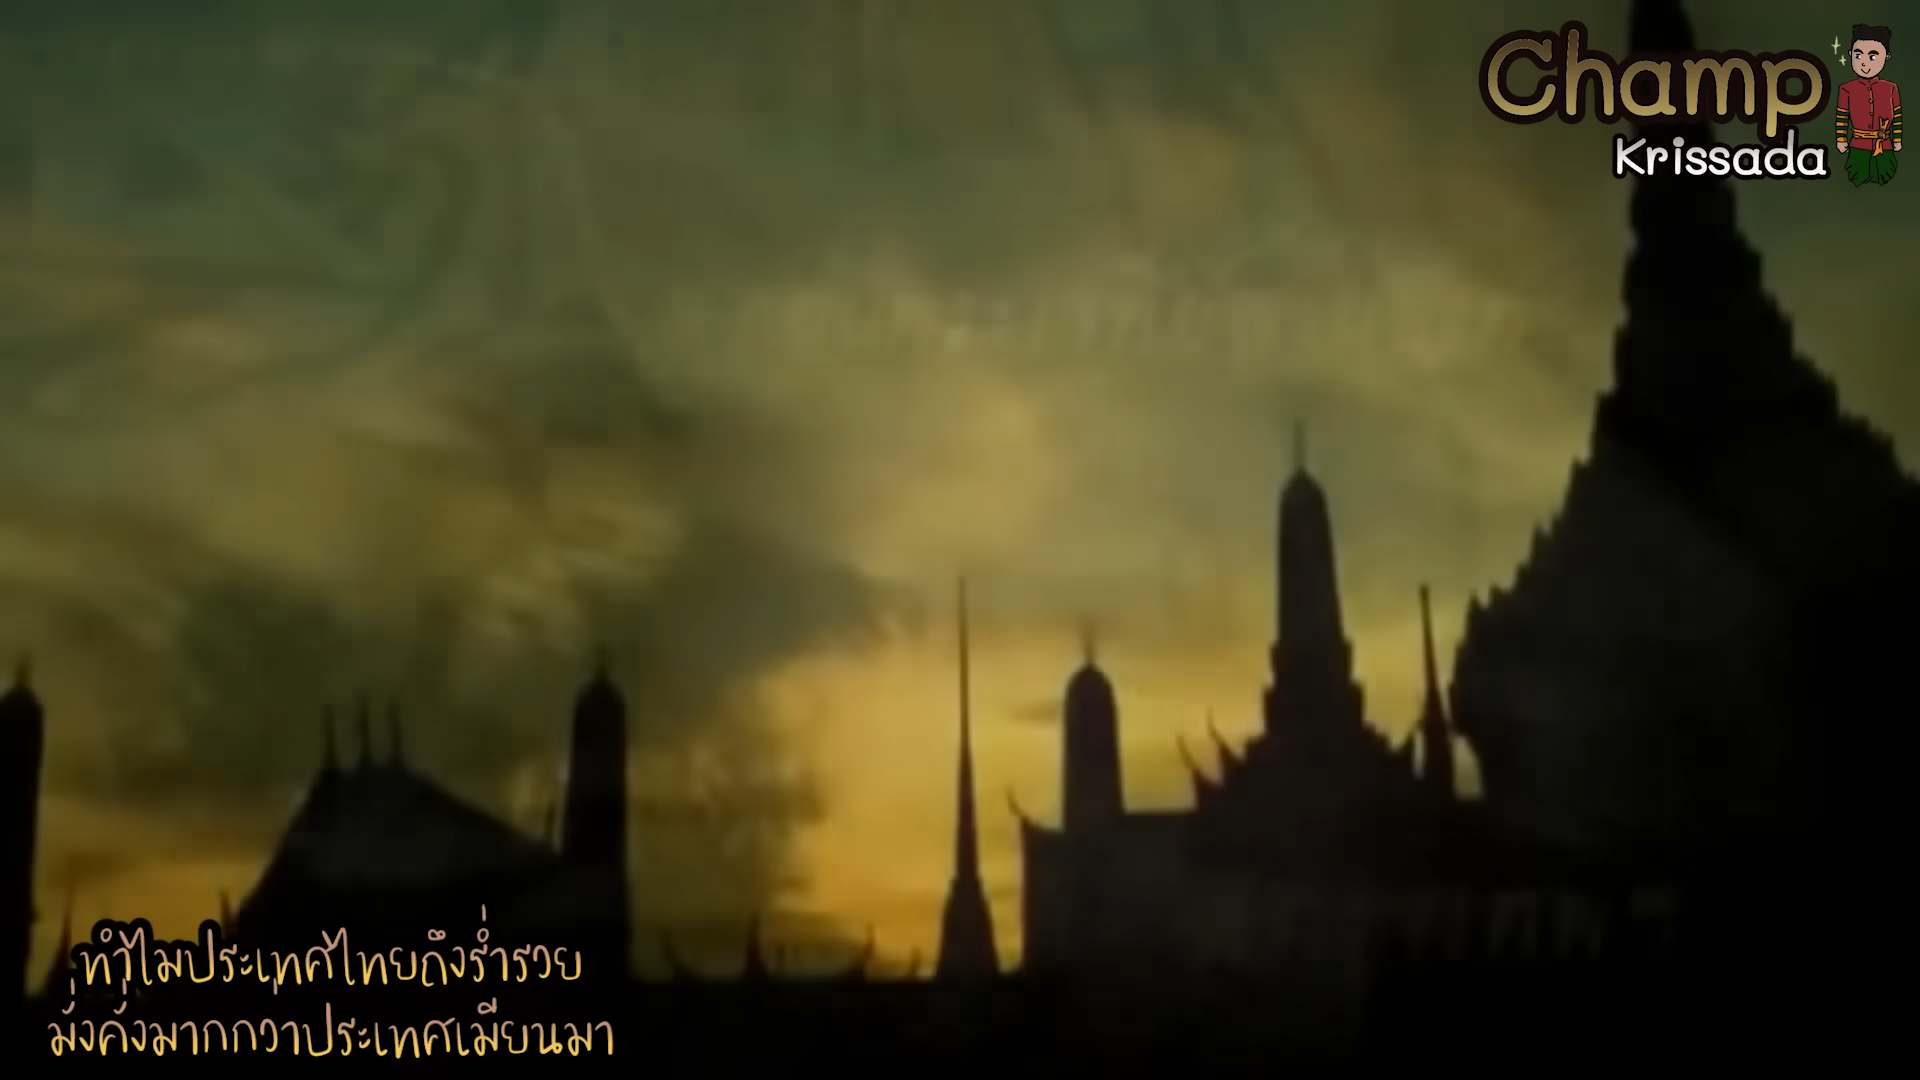 Champ
Krissada
ทำไมประเทศไทยถึงร่ำรวย
มั่งคั่งมากกว่าประเทศเมียนมา